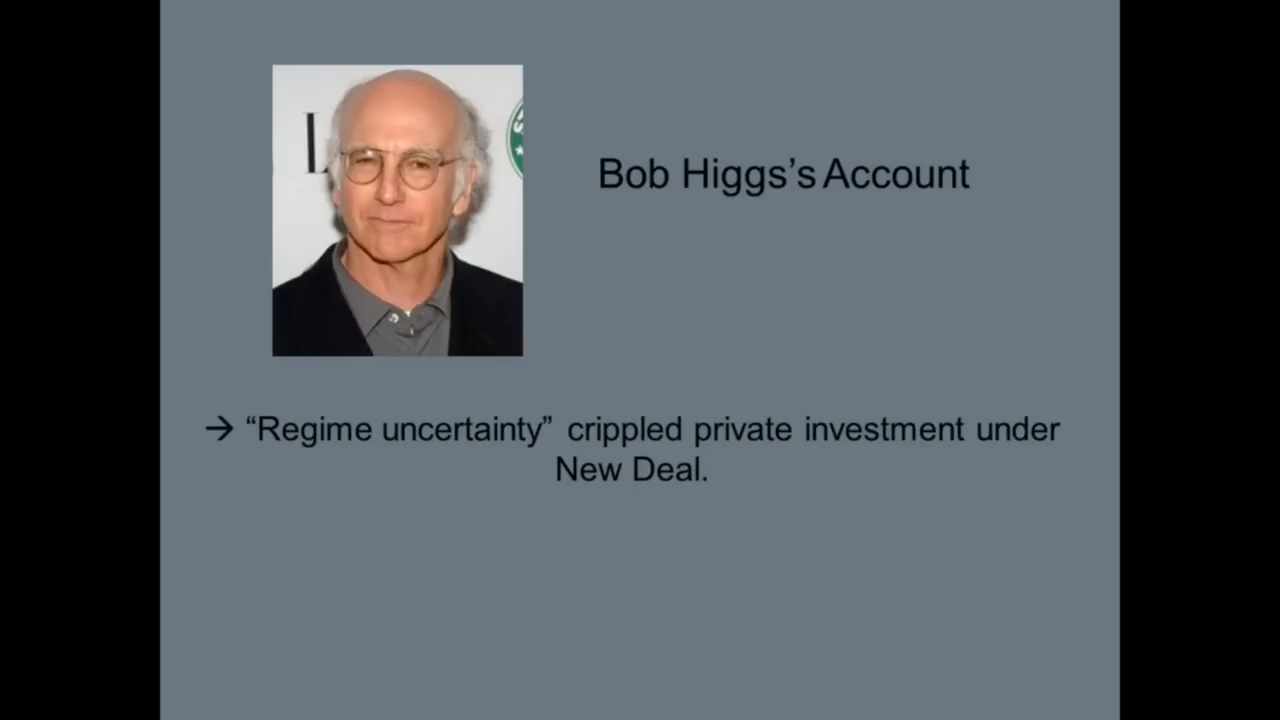 L
Bob Higgs’s Account
→ “Regime uncertainty” crippled private investment under
New Deal.